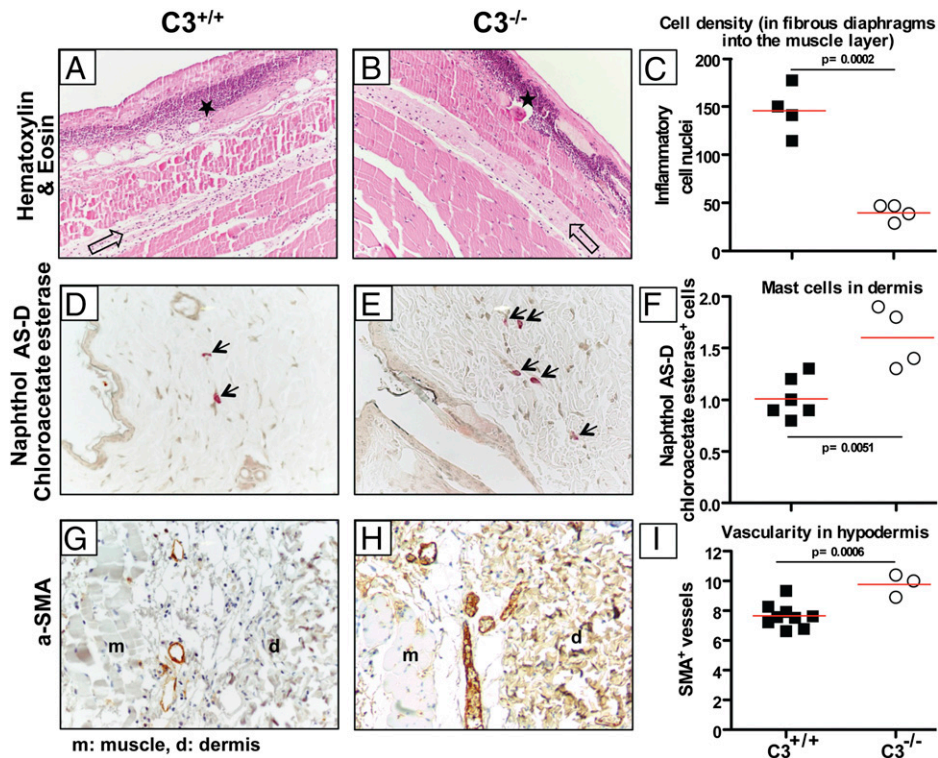 C3+/+
C3-/-
Hematoxylin
& Eosin
A
B
C
Cell density (in fibrous diaphragms
into the muscle layer)
p= 0.0002
Inflammatory
cell nuclei
200
150
100
50
0
Naphthol AS-D
Chloroacetate esterase
D
E
F
Mast cells in dermis
Naphthol AS-D
chloroacetate esterase+ cells
2.0
1.5
1.0
0.5
0.0
p= 0.0051
a-SMA
G
m
d
H
m
d
I
Vascularity in hypodermis
p= 0.0006
SMA+ vessels
12
10
8
6
4
2
0
C3+/+
C3-/-
m: muscle, d: dermis